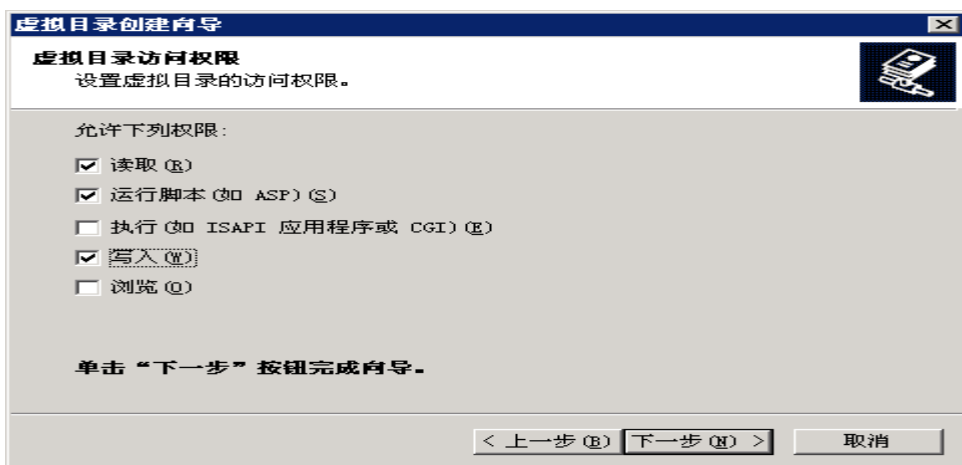 虚拟目录创建向导
虚拟目录访问权限
设置虚拟目录的访问权限。
允许下列权限:
读取(R)
运行脚本(如 ASP)(S)
执行(如 ISAPI 应用程序或 CGI)(E)
写入(W)
浏览(O)
单击“下一步”按钮完成向导。
< 上一步(B) 下一步(N) > 取消